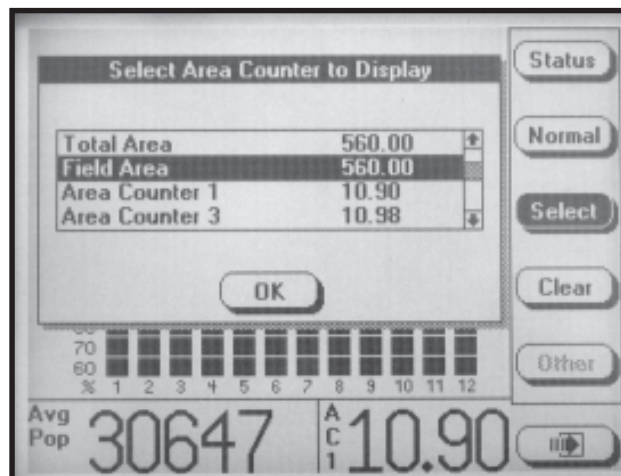 Select Area Counter to Display
Total Area 560.00
Field Area 560.00
Area Counter 1 10.90
Area Counter 3 10.98
OK
70
60
% 1 2 3 4 5 6 7 8 9 10 11 12
Avg Pop 30647
AC1 10.90
Status
Normal
Select
Clear
Other